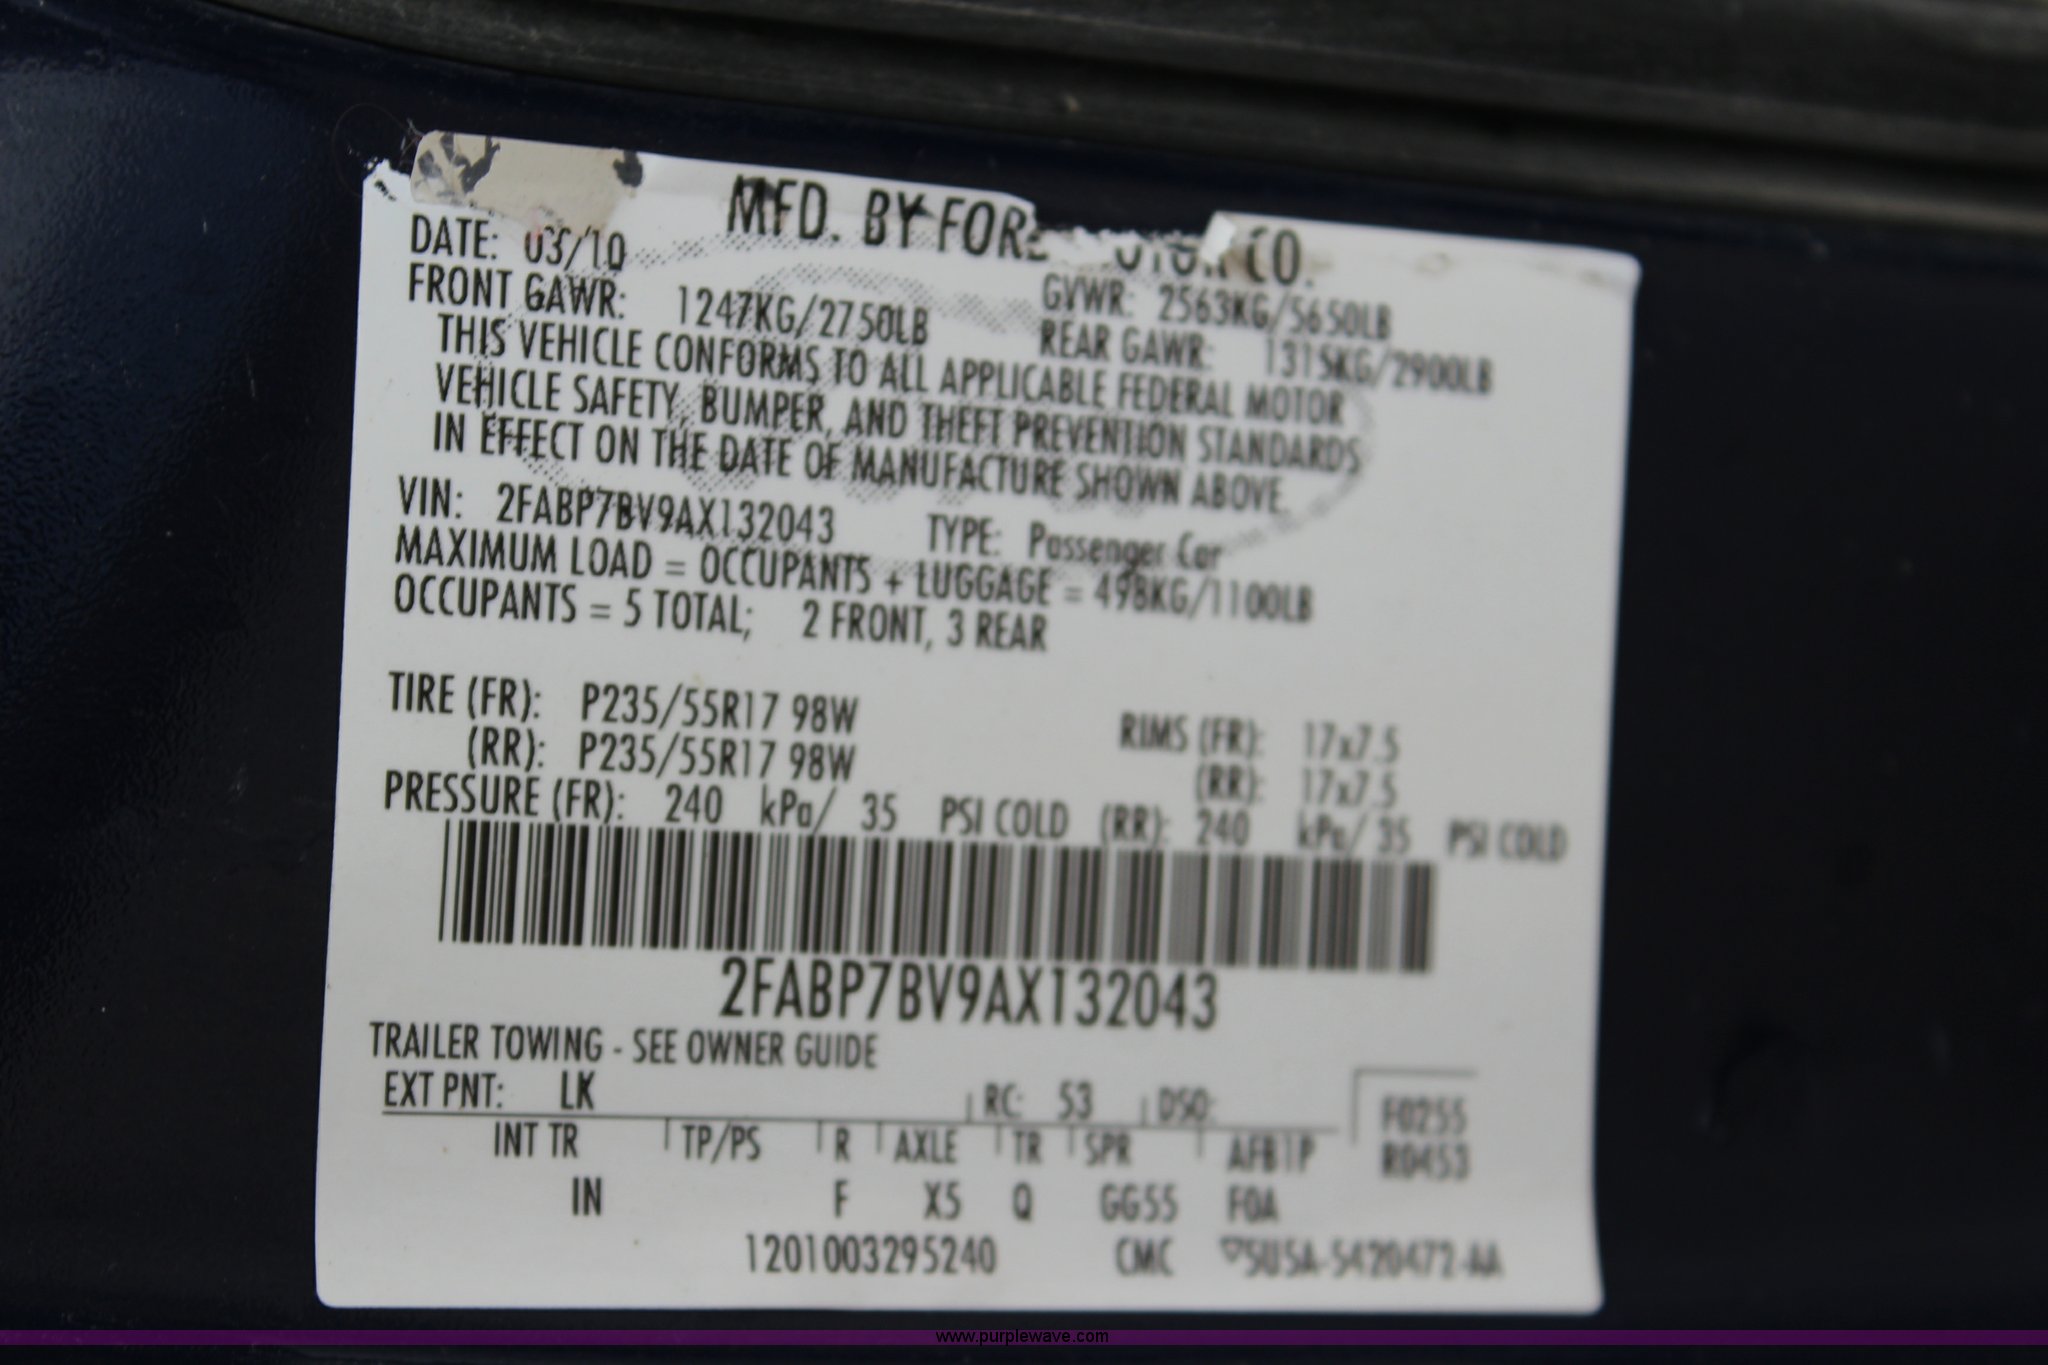 MFD. BY FORD MOTOR CO.
DATE: 03/10
GVWR: 2563KG/5650LB
FRONT GAWR: 1247KG/2750LB
REAR GAWR: 1315KG/2900LB
THIS VEHICLE CONFORMS TO ALL APPLICABLE FEDERAL MOTOR
VEHICLE SAFETY, BUMPER, AND THEFT PREVENTION STANDARDS
IN EFFECT ON THE DATE OF MANUFACTURE SHOWN ABOVE.
VIN: 2FABP7BV9AX132043 TYPE: Passenger Car
MAXIMUM LOAD = OCCUPANTS + LUGGAGE = 498KG/1100LB
OCCUPANTS = 5 TOTAL; 2 FRONT, 3 REAR
TIRE (FR): P235/55R17 98W RIMS (FR): 17x7.5
(RR): P235/55R17 98W (RR): 17x7.5
PRESSURE (FR): 240 kPa/ 35 PSI COLD (RR): 240 kPa/ 35 PSI COLD
2FABP7BV9AX132043
TRAILER TOWING - SEE OWNER GUIDE
EXT PNT: LK RC: 53 DSO: F0255
INT TR TP/PS R AXLE TR SPR AFB1P R0453
IN F X5 Q GG55 F0A
1201003295240 CMC 5U5A-5420472-AA
www.purplewave.com